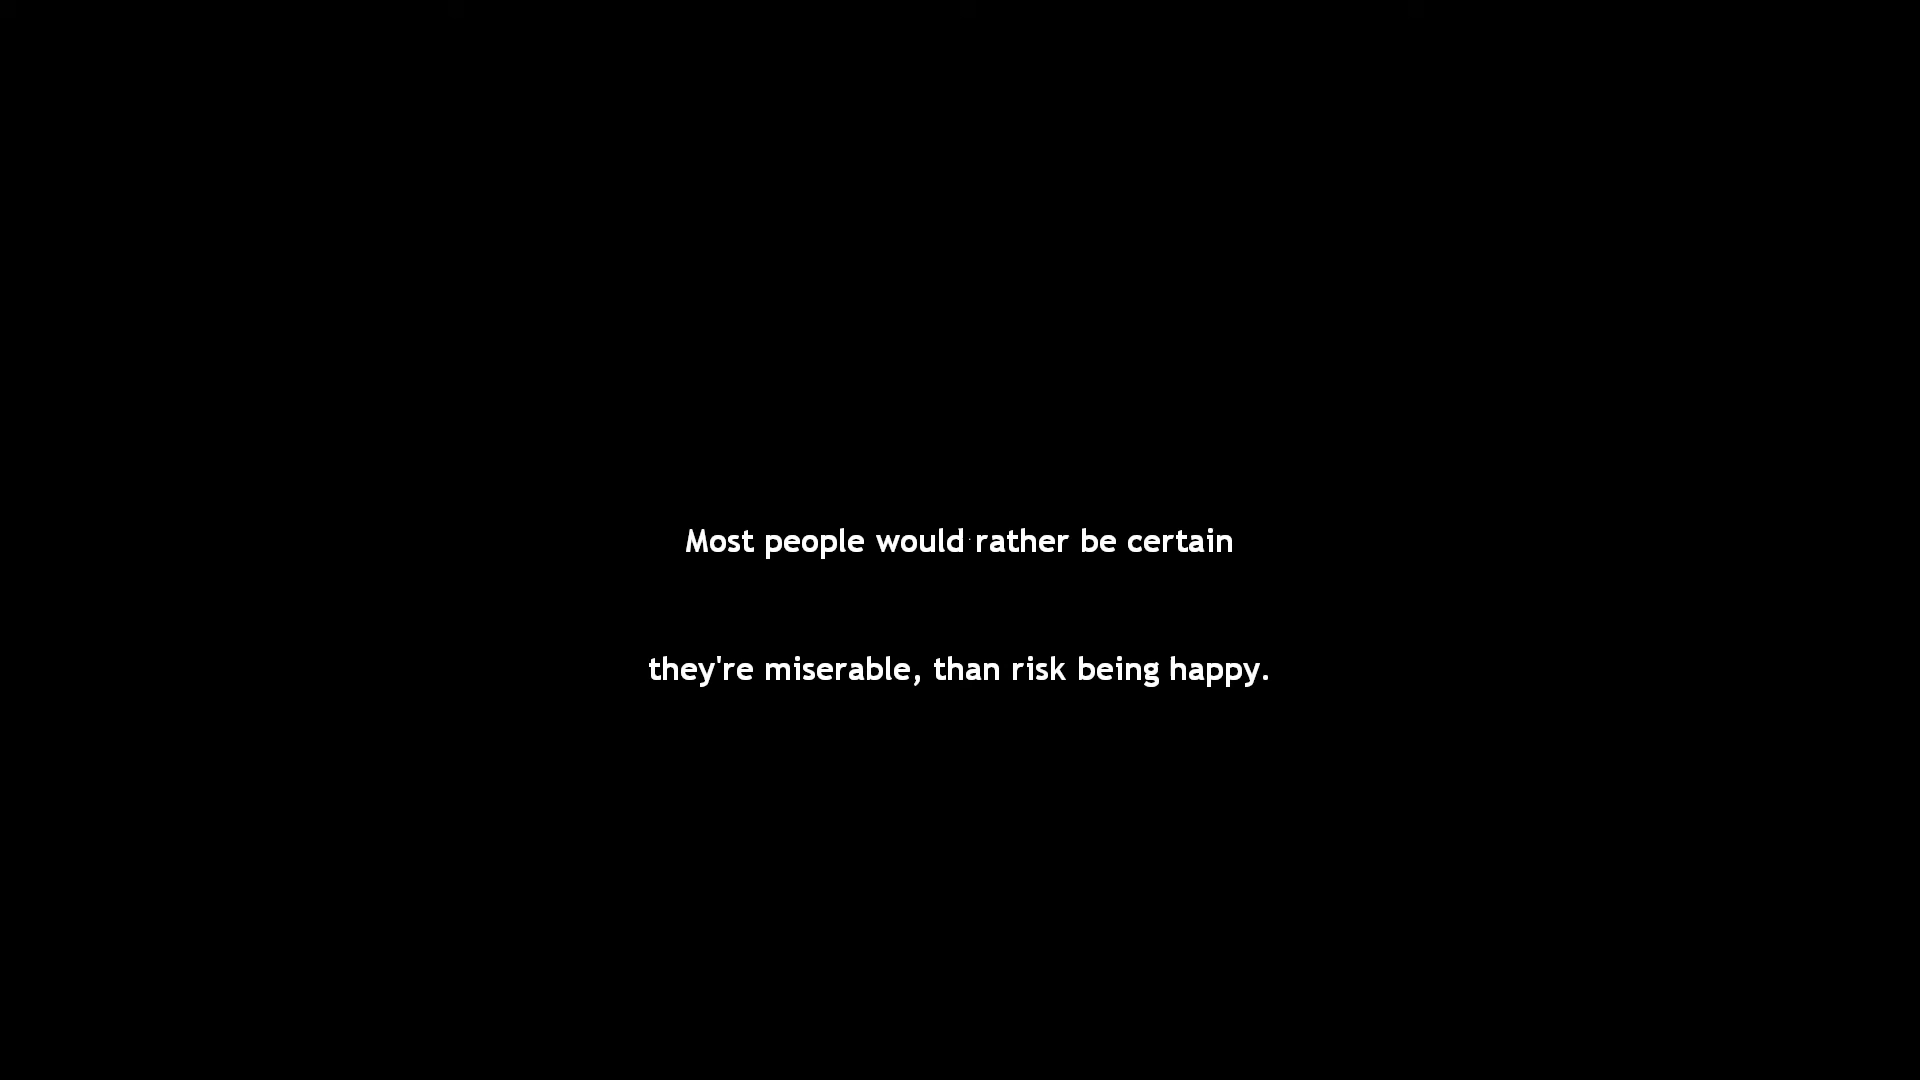 Most people would rather be certain
they're miserable, than risk being happy.